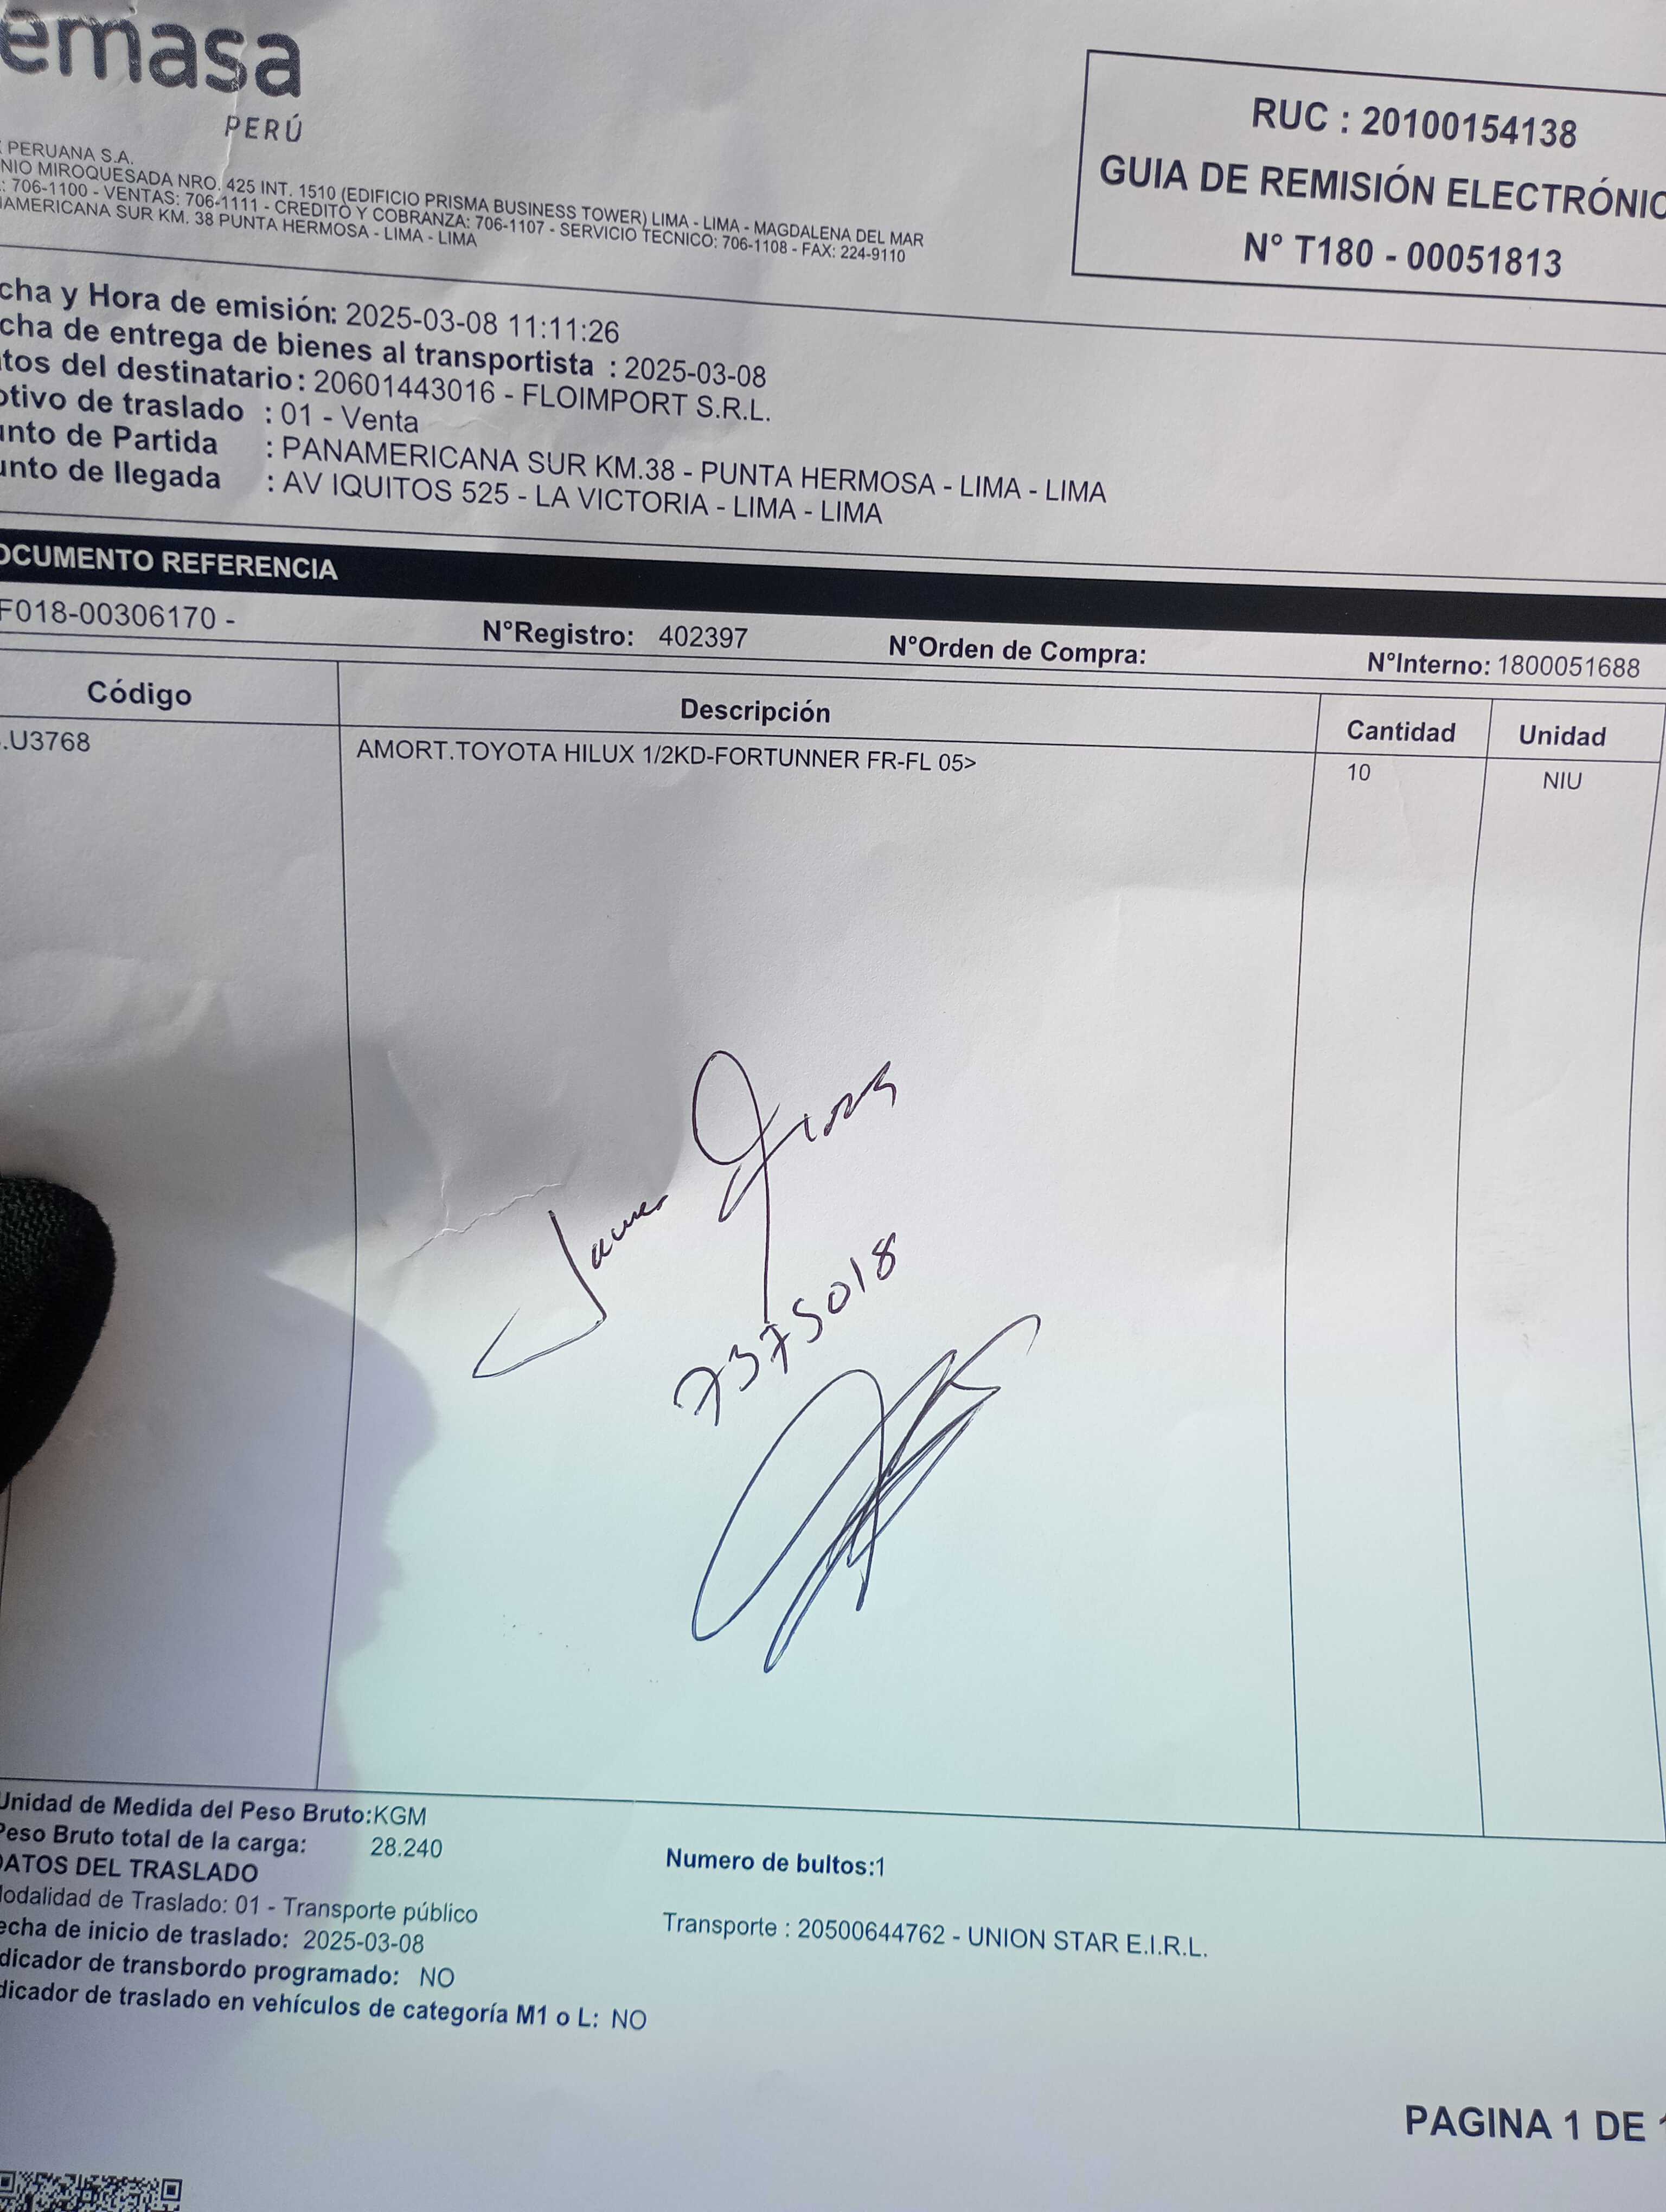 emasa
PERÚ
PERUANA S.A.
NIO MIROQUESADA NRO. 425 INT. 1510 (EDIFICIO PRISMA BUSINESS TOWER) LIMA - LIMA - MAGDALENA DEL MAR
: 706-1100 - VENTAS: 706-1111 - CREDITO Y COBRANZA: 706-1107 - SERVICIO TECNICO: 706-1108 - FAX: 224-9110
AMERICANA SUR KM. 38 PUNTA HERMOSA - LIMA - LIMA
RUC : 20100154138
GUIA DE REMISIÓN ELECTRÓNIC
N° T180 - 00051813
cha y Hora de emisión: 2025-03-08 11:11:26
cha de entrega de bienes al transportista : 2025-03-08
tos del destinatario : 20601443016 - FLOIMPORT S.R.L.
otivo de traslado : 01 - Venta
unto de Partida : PANAMERICANA SUR KM.38 - PUNTA HERMOSA - LIMA - LIMA
unto de llegada : AV IQUITOS 525 - LA VICTORIA - LIMA - LIMA
OCUMENTO REFERENCIA
F018-00306170 - N°Registro: 402397 N°Orden de Compra: N°Interno: 1800051688
Código Descripción Cantidad Unidad
.U3768 AMORT.TOYOTA HILUX 1/2KD-FORTUNNER FR-FL 05> 10 NIU
7375018
Unidad de Medida del Peso Bruto:KGM
Peso Bruto total de la carga: 28.240 Numero de bultos:1
DATOS DEL TRASLADO
Modalidad de Traslado: 01 - Transporte público Transporte : 20500644762 - UNION STAR E.I.R.L.
echa de inicio de traslado: 2025-03-08
dicador de transbordo programado: NO
dicador de traslado en vehículos de categoría M1 o L: NO
PAGINA 1 DE 1